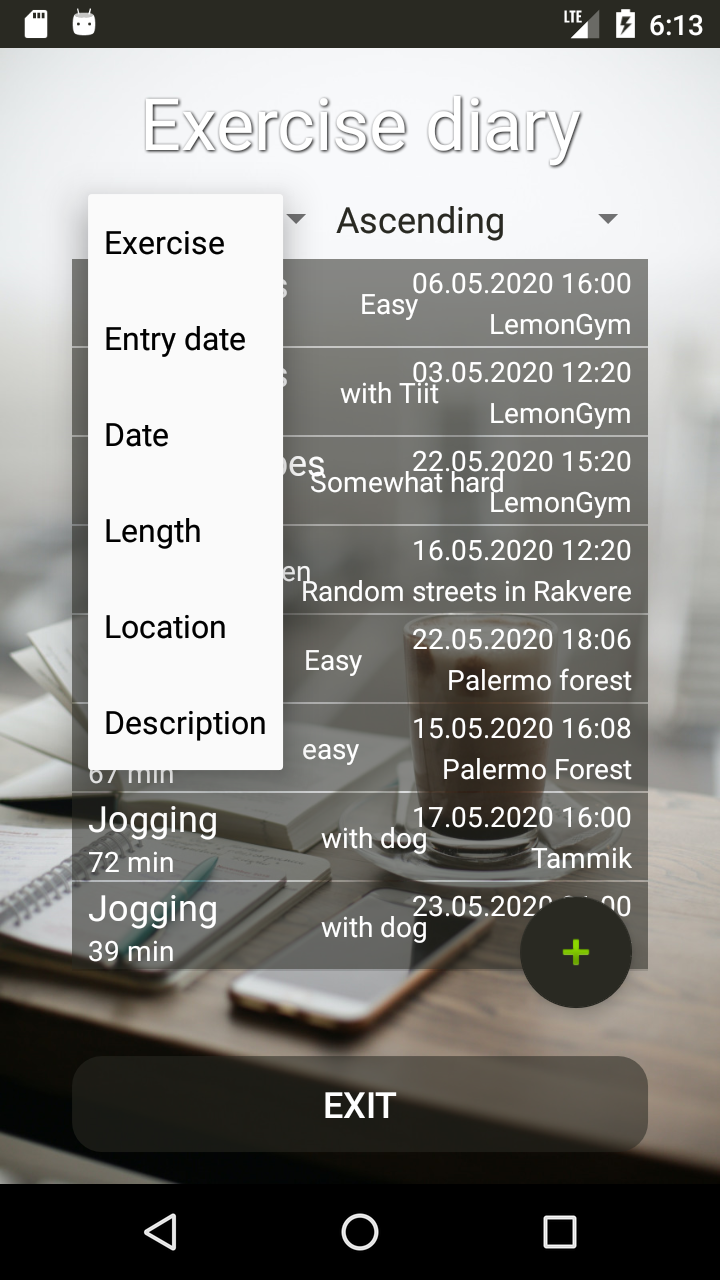 LTE 6:13
Exercise diary
Ascending
Exercise
Entry date
Date
Length
Location
Description
06.05.2020 16:00
Easy
LemonGym
03.05.2020 12:20
with Tiit
LemonGym
22.05.2020 15:20
Somewhat hard
LemonGym
16.05.2020 12:20
Random streets in Rakvere
22.05.2020 18:06
Easy
Palermo forest
15.05.2020 16:08
easy
67 min
Palermo Forest
Jogging
17.05.2020 16:00
with dog
72 min
Tammik
Jogging
23.05.2020
with dog
39 min
EXIT